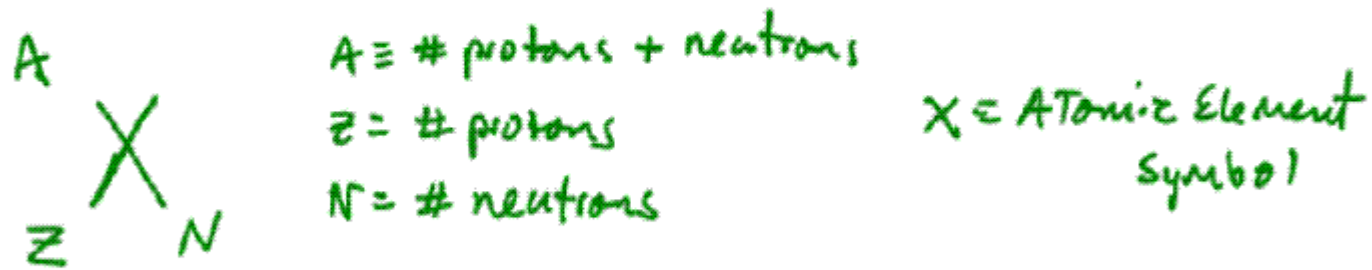 A
X
Z N
A ≡ # protons + neutrons
Z = # protons
N = # neutrons
X = ATomic Element
Symbol